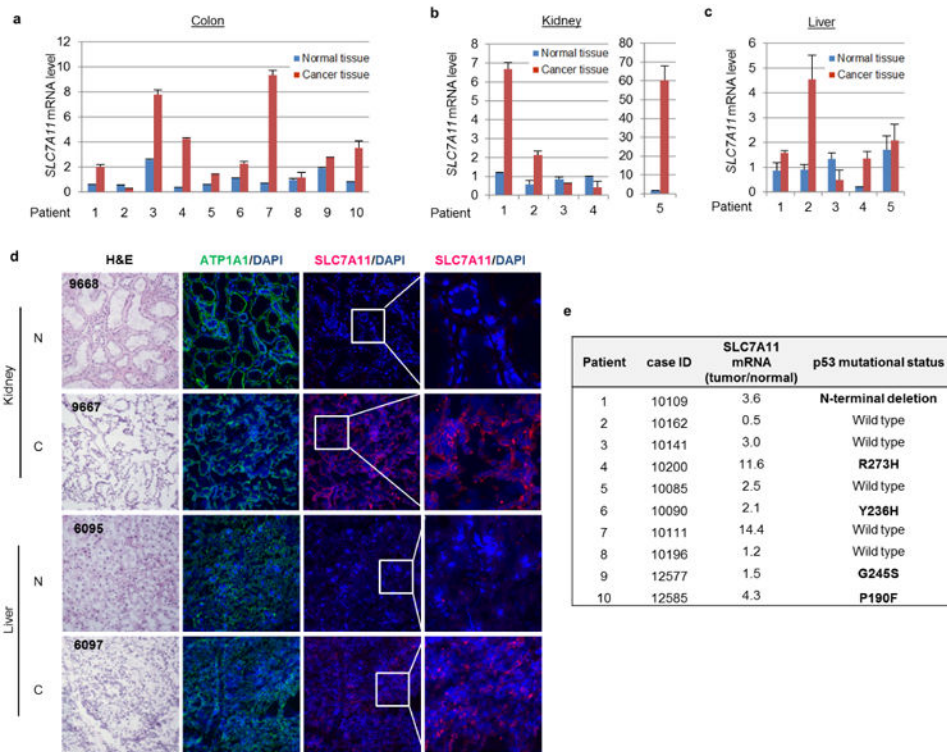 a
Colon
SLC7A11 mRNA level
12
10
8
6
4
2
0
Normal tissue
Cancer tissue
Patient 1 2 3 4 5 6 7 8 9 10
b
Kidney
SLC7A11 mRNA level
8
7
6
5
4
3
2
1
0
Normal tissue
Cancer tissue
80
70
60
50
40
30
20
10
0
Patient 1 2 3 4 5
c
Liver
SLC7A11 mRNA level
6
5
4
3
2
1
0
Normal tissue
Cancer tissue
Patient 1 2 3 4 5
d
H&E ATP1A1/DAPI SLC7A11/DAPI SLC7A11/DAPI
Kidney
N
9668
C
9667
Liver
N
6095
C
6097
e
Patient case ID SLC7A11 mRNA (tumor/normal) p53 mutational status
1 10109 3.6 N-terminal deletion
2 10162 0.5 Wild type
3 10141 3.0 Wild type
4 10200 11.6 R273H
5 10085 2.5 Wild type
6 10090 2.1 Y236H
7 10111 14.4 Wild type
8 10196 1.2 Wild type
9 12577 1.5 G245S
10 12585 4.3 P190F